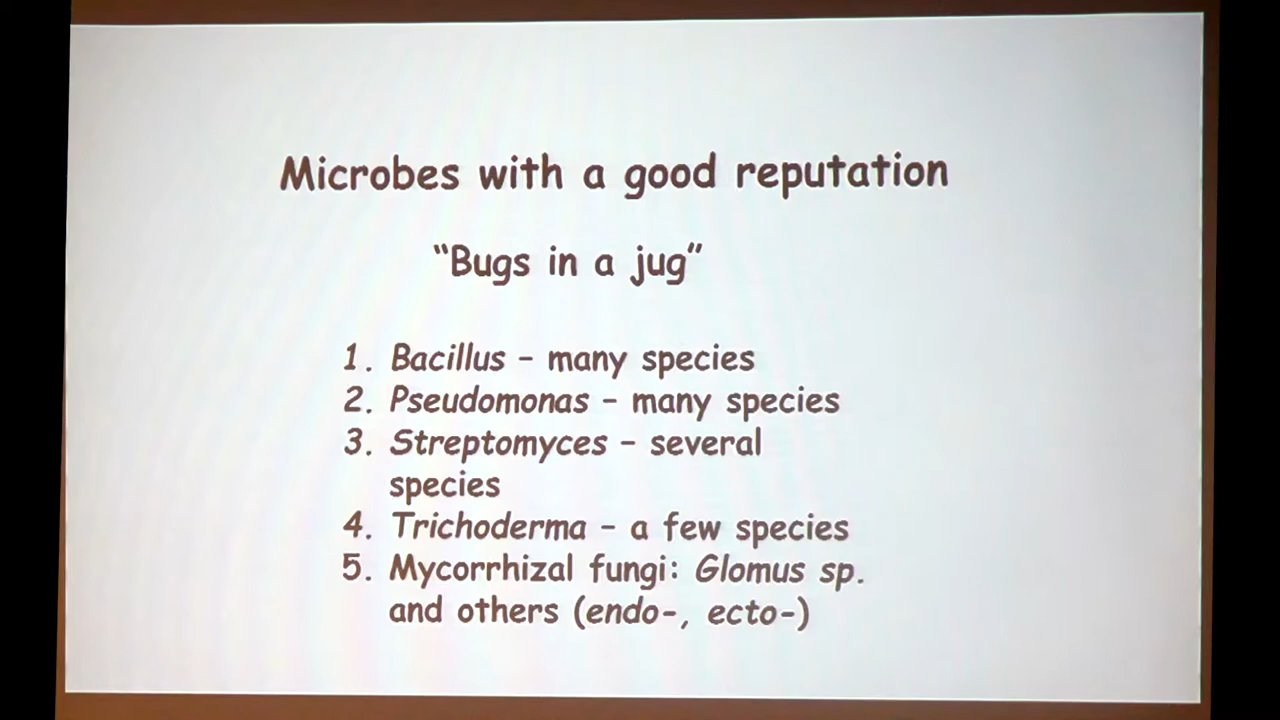 Microbes with a good reputation
“Bugs in a jug”
1. Bacillus – many species
2. Pseudomonas – many species
3. Streptomyces – several
species
4. Trichoderma – a few species
5. Mycorrhizal fungi: Glomus sp.
and others (endo-, ecto-)